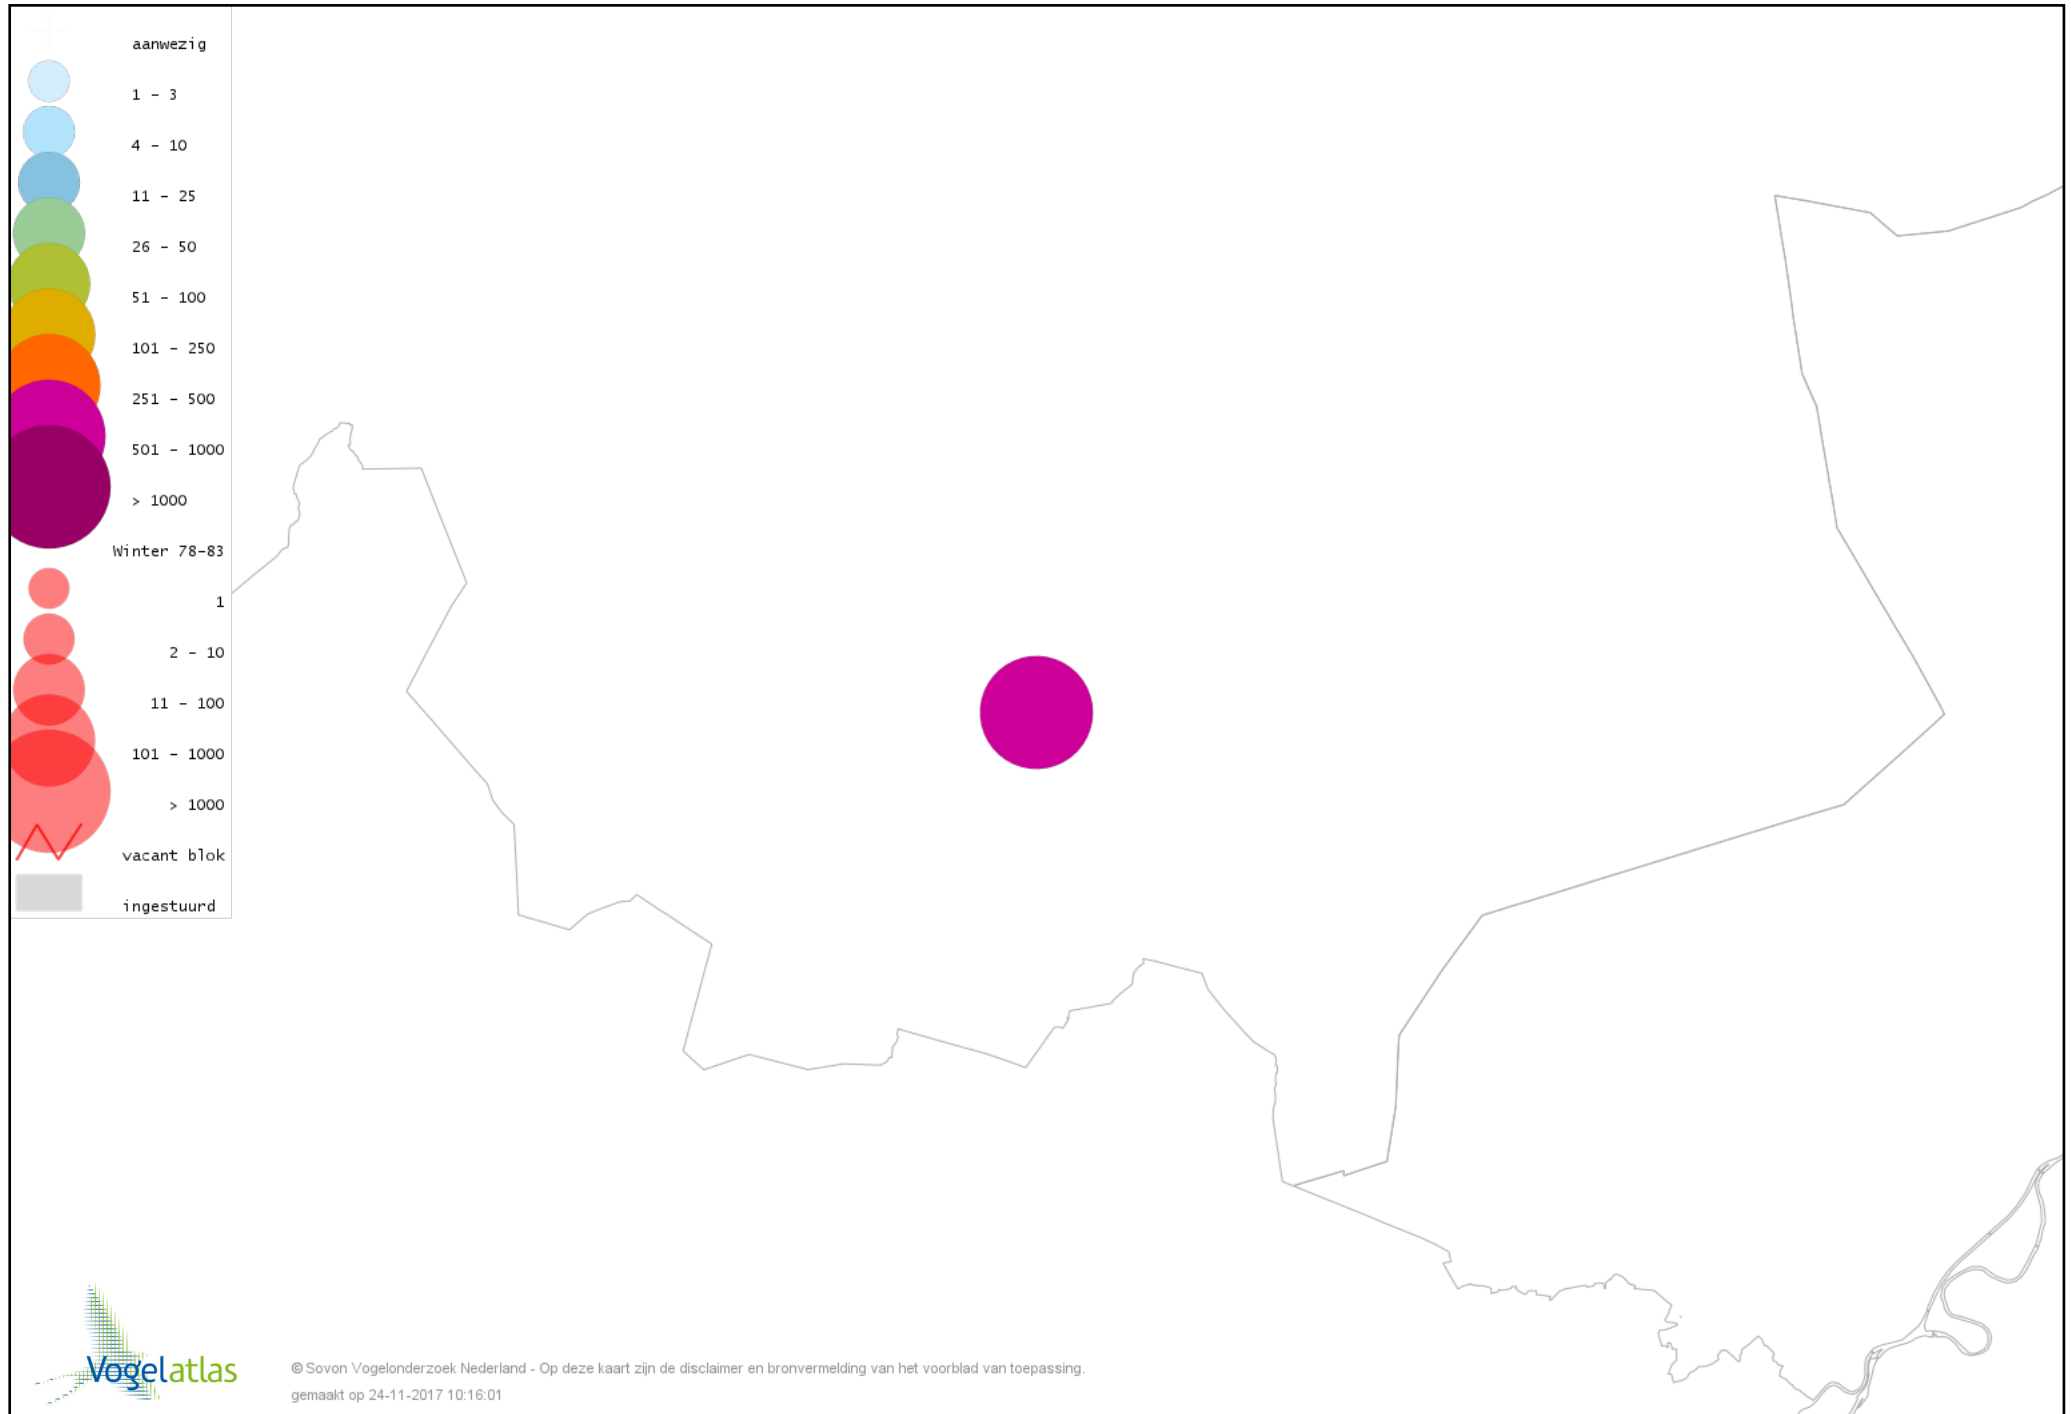 aanwezig
1 - 3
4 - 10
11 - 25
26 - 50
51 - 100
101 - 250
251 - 500
501 - 1000
> 1000
Winter 78-83
1
2 - 10
11 - 100
101 - 1000
> 1000
vacant blok
ingestuurd
Vogelatlas
© Sovon Vogelonderzoek Nederland - Op deze kaart zijn de disclaimer en bronvermelding van het voorblad van toepassing.
gemaakt op 24-11-2017 10:16:01